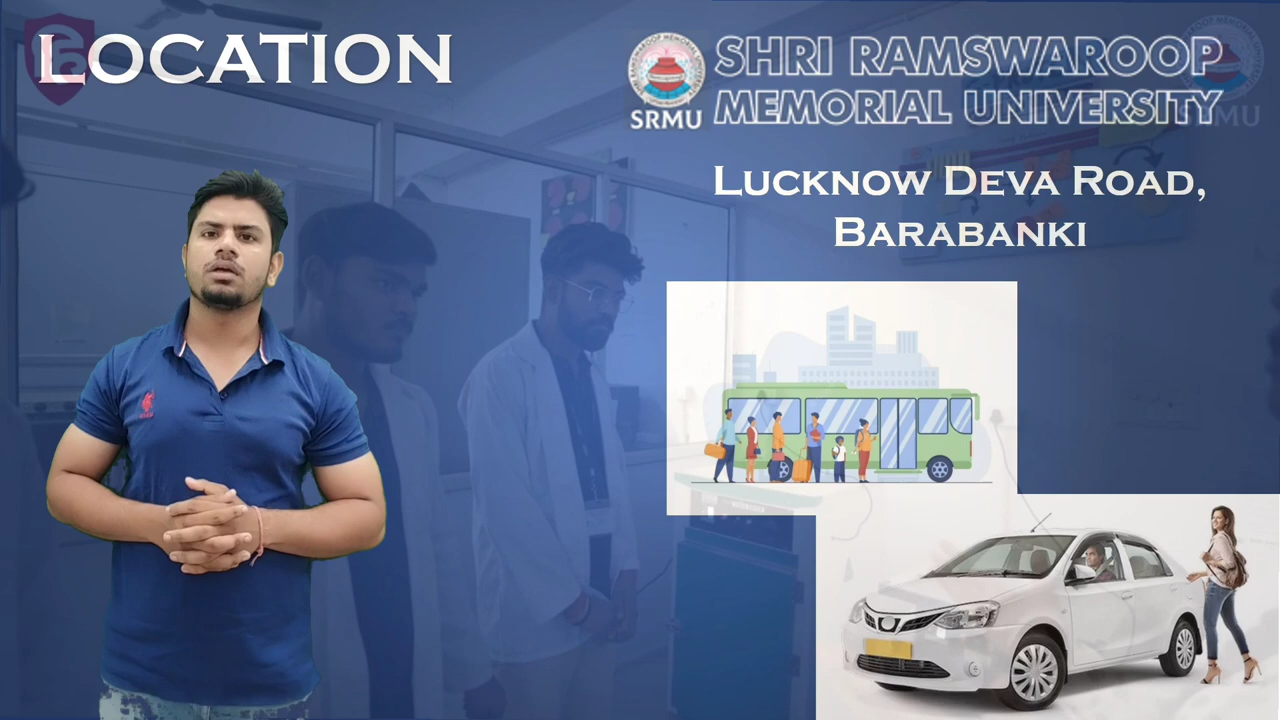 LOCATION
SHRI RAMSWAROOP
MEMORIAL UNIVERSITY
SRMU
LUCKNOW DEVA ROAD,
BARABANKI